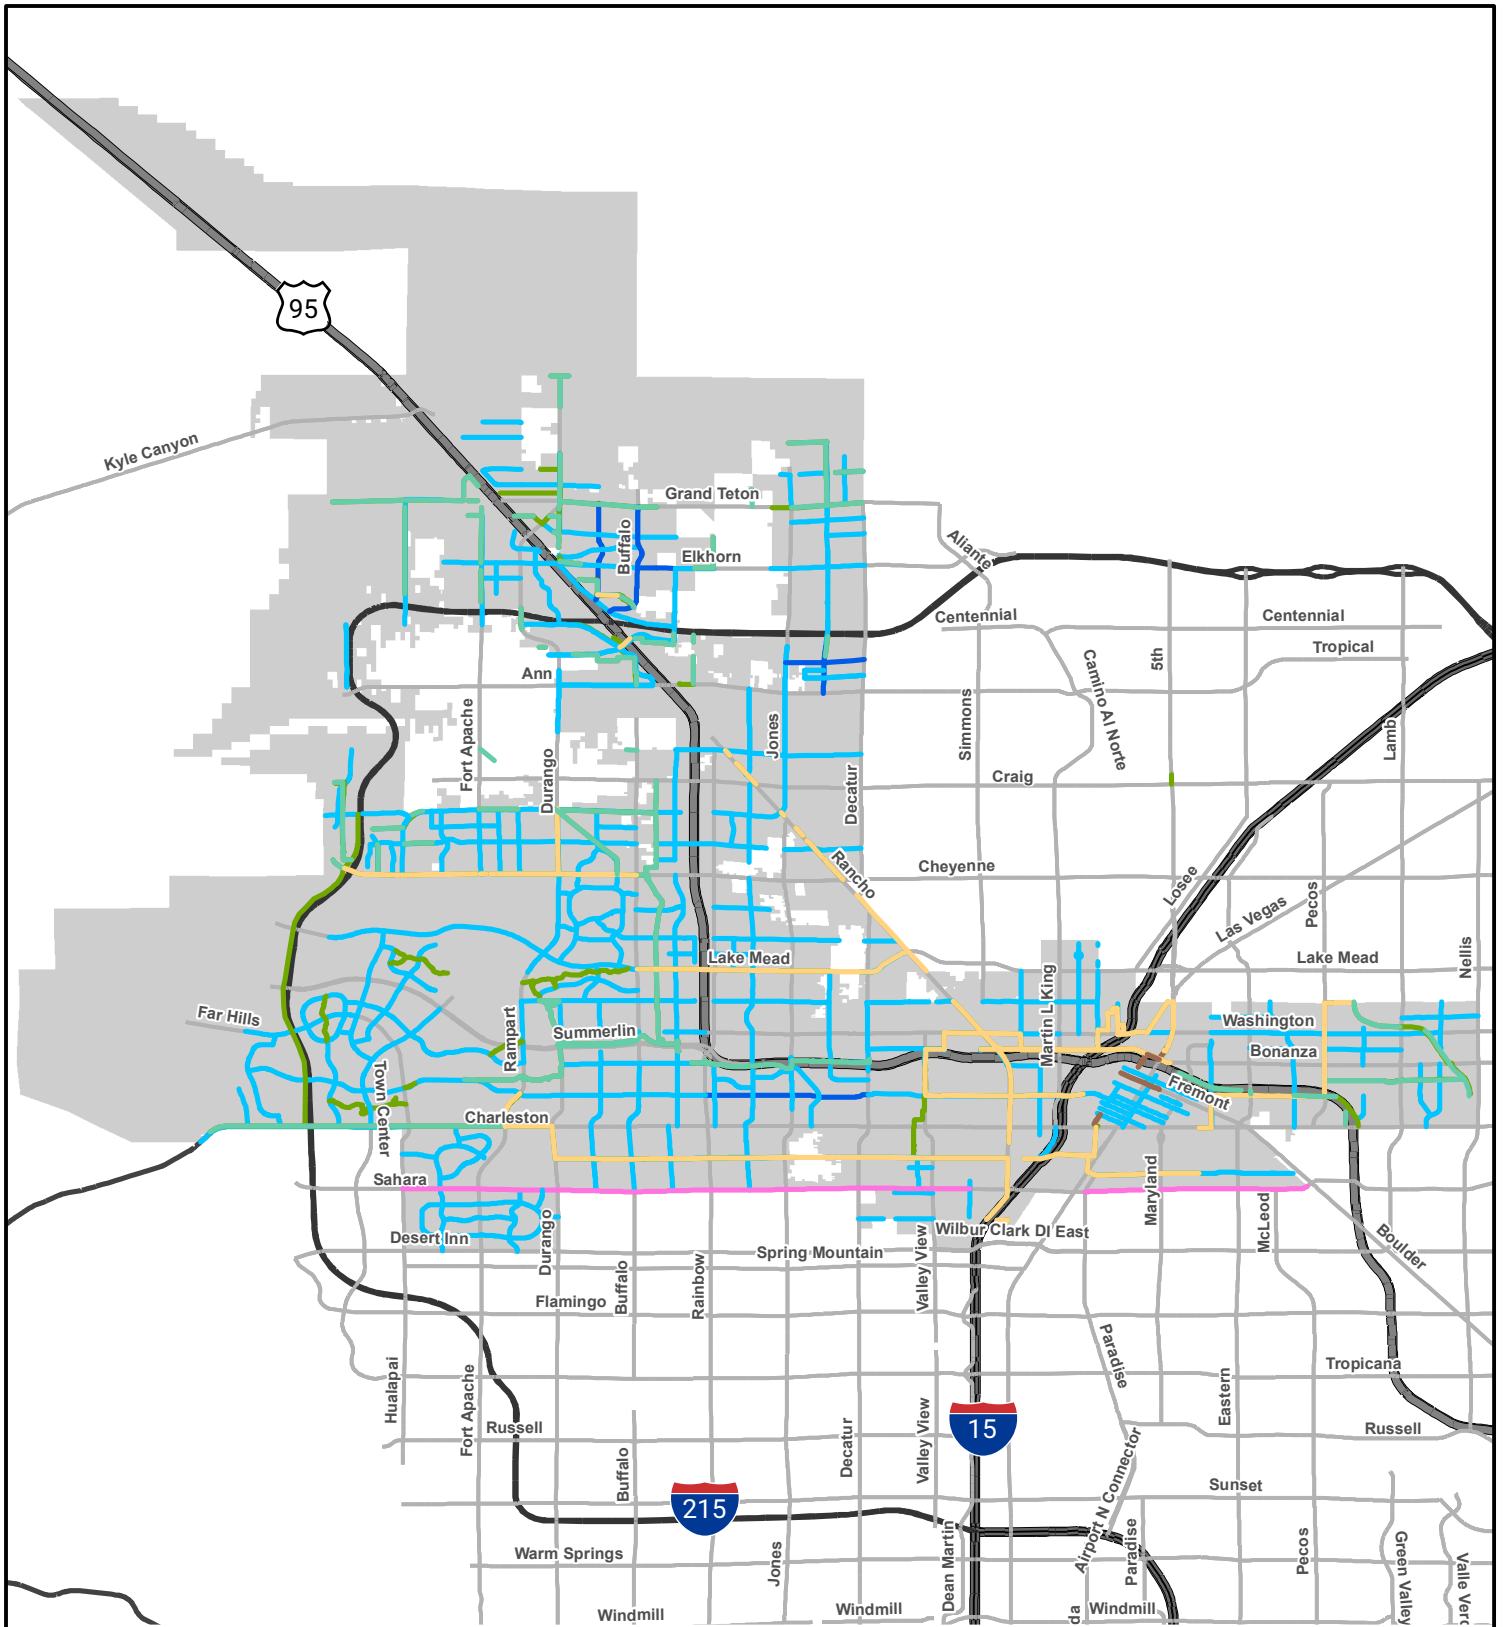 95
Kyle Canyon
Grand Teton
Buffalo
Elkhorn
Aliante
Centennial
Centennial
Tropical
5th
Camino Al Norte
Ann
Simmons
Fort Apache
Jones
Lamb
Durango
Decatur
Craig
Rancho
Cheyenne
Losee
Pecos
Las Vegas
Lake Mead
Lake Mead
Nellis
Martin L King
Far Hills
Rampart
Summerlin
Washington
Bonanza
Town Center
Fremont
Charleston
Sahara
Maryland
McLeod
Durango
Desert Inn
Wilbur Clark DI East
Spring Mountain
Valley View
Boulder
Buffalo
Rainbow
Flamingo
Paradise
Hualapai
Fort Apache
Tropicana
Eastern
Russell
15
Russell
Decatur
Valley View
Buffalo
Airport N Connector
Sunset
215
Warm Springs
Jones
Dean Martin
Paradise
Pecos
Green Valley
Valle Verd
Windmill
Windmill
da
Windmill